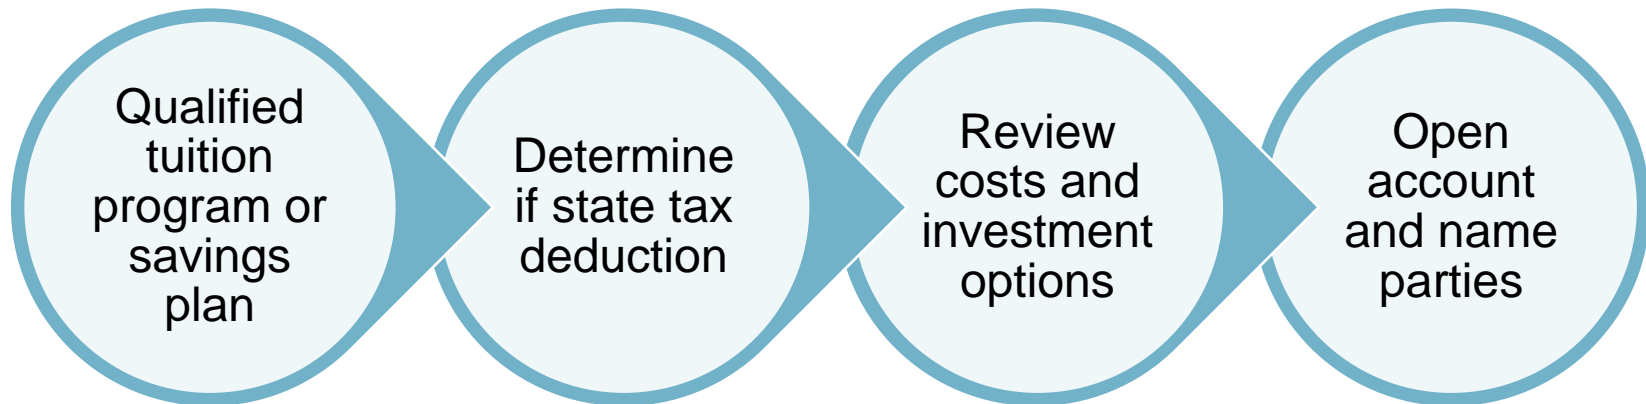 Qualified
tuition
program or
savings
plan
Determine
if state tax
deduction
Review
costs and
investment
options
Open
account
and name
parties